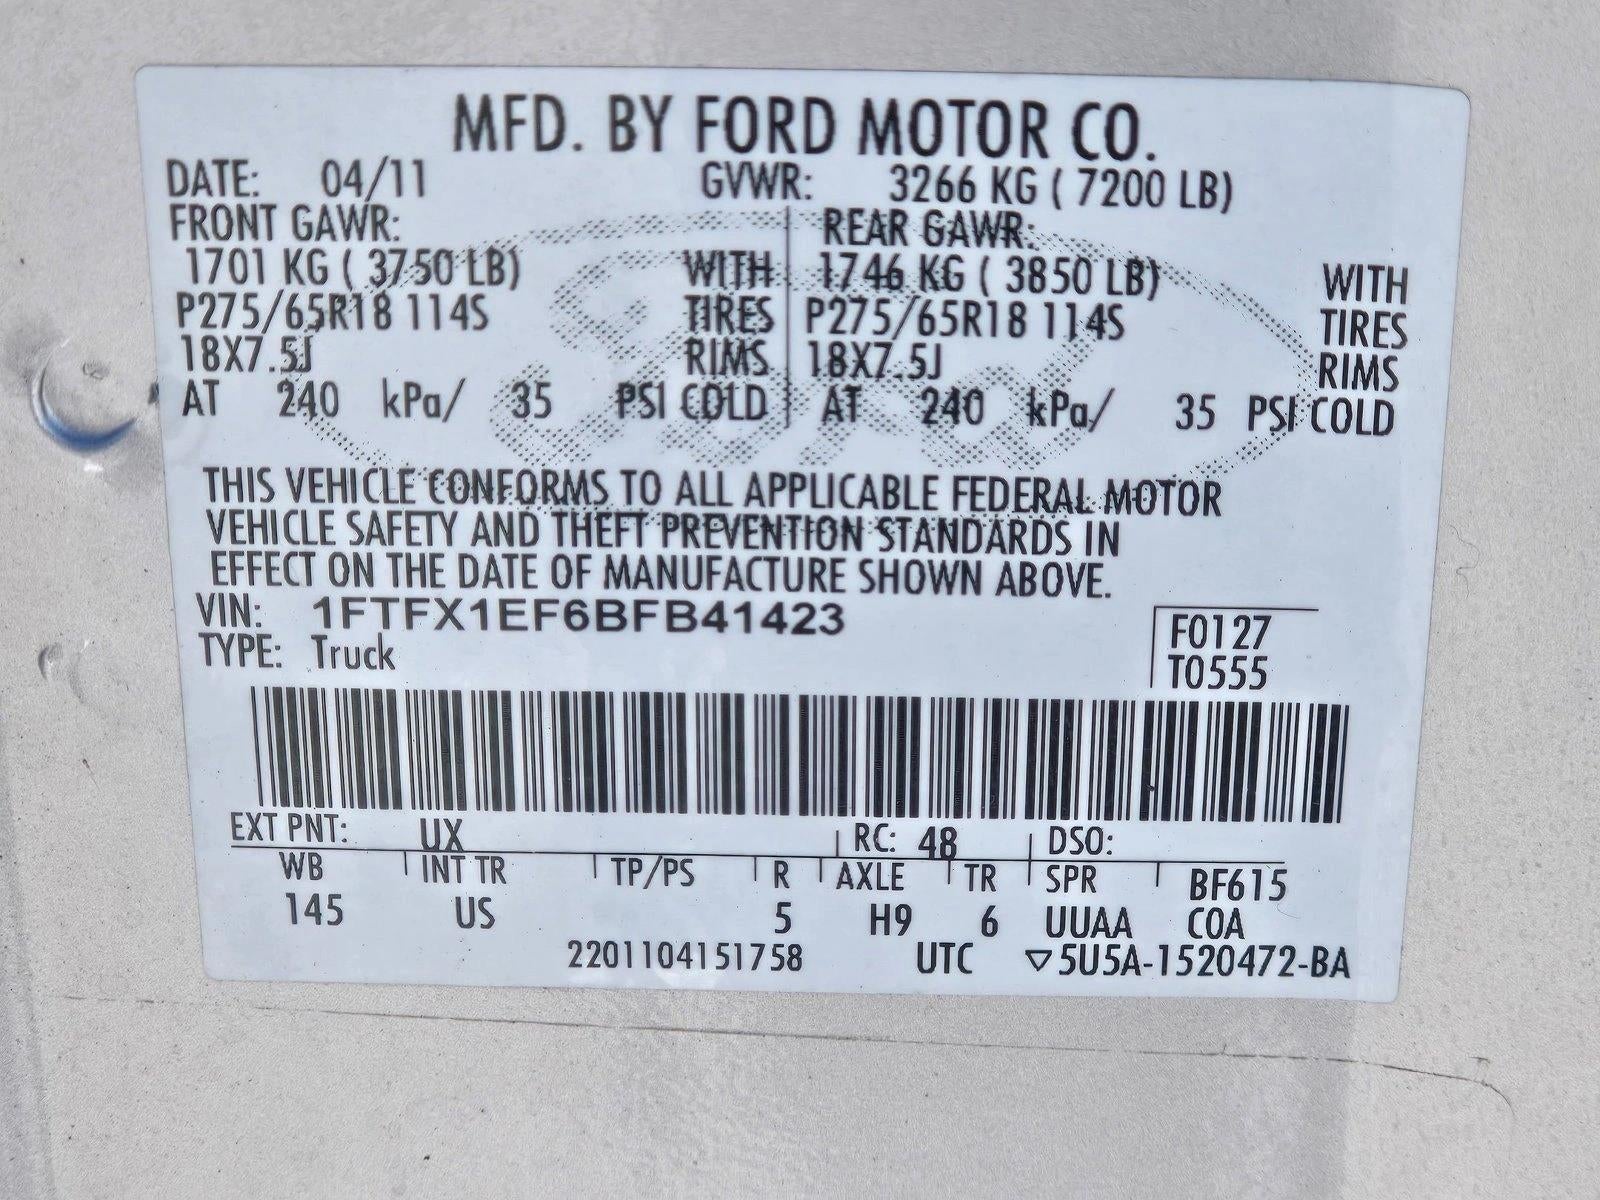 MFD. BY FORD MOTOR CO.
DATE: 04/11 GVWR: 3266 KG ( 7200 LB)
FRONT GAWR: REAR GAWR:
1701 KG ( 3750 LB) WITH 1746 KG ( 3850 LB) WITH
P275/65R18 114S TIRES P275/65R18 114S TIRES
18X7.5J RIMS 18X7.5J RIMS
AT 240 kPa/ 35 PSI COLD AT 240 kPa/ 35 PSI COLD
Ford
THIS VEHICLE CONFORMS TO ALL APPLICABLE FEDERAL MOTOR
VEHICLE SAFETY AND THEFT PREVENTION STANDARDS IN
EFFECT ON THE DATE OF MANUFACTURE SHOWN ABOVE.
VIN: 1FTFX1EF6BFB41423 F0127
TYPE: Truck T0555
EXT PNT: UX RC: 48 DSO:
WB INT TR TP/PS R AXLE TR SPR BF615
145 US 5 H9 6 UUAA COA
2201104151758 UTC ▽5U5A-1520472-BA